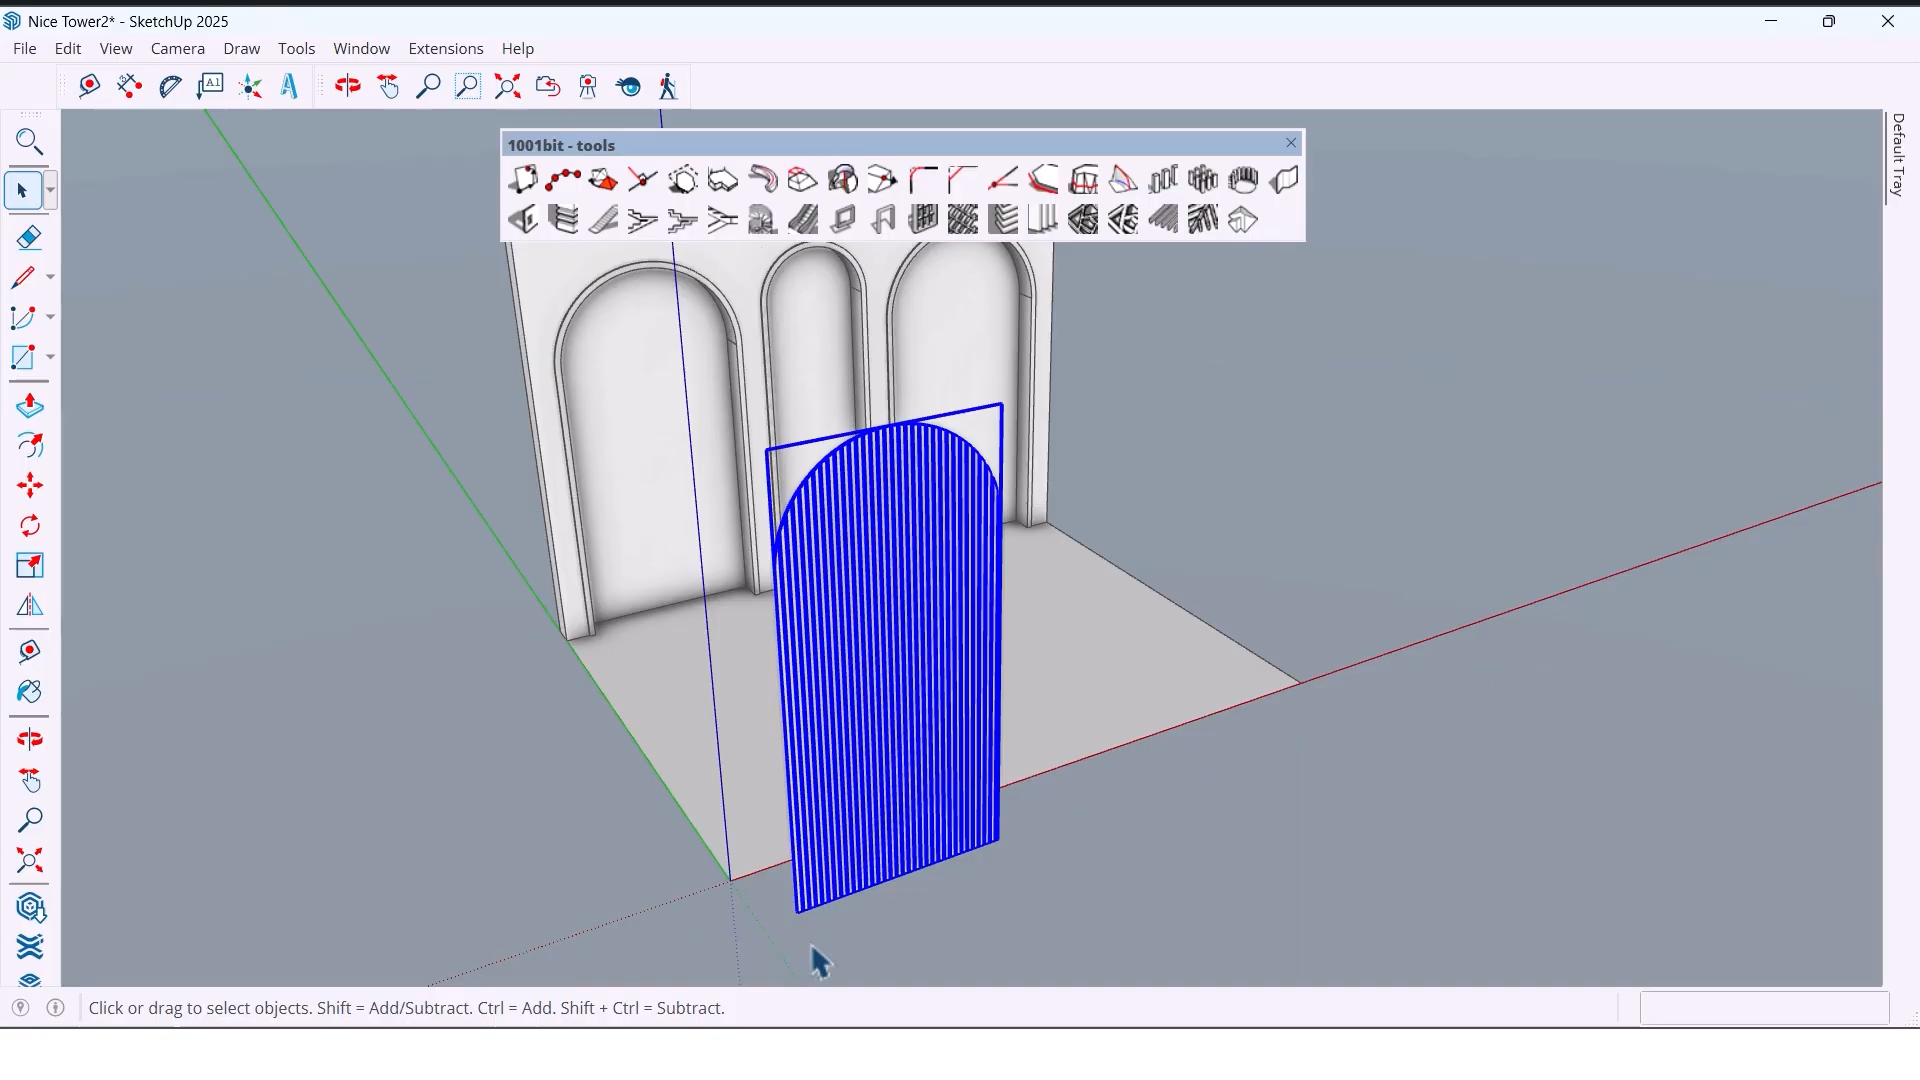 Nice Tower2* - SketchUp 2025
File Edit View Camera Draw Tools Window Extensions Help
A1
1001bit - tools
Default Tray
Click or drag to select objects. Shift = Add/Subtract. Ctrl = Add. Shift + Ctrl = Subtract.